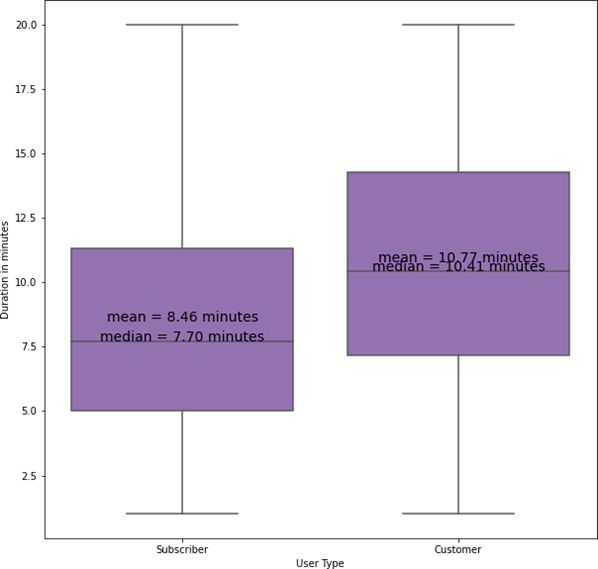 20.0
17.5
15.0
12.5
10.0
7.5
5.0
2.5
Duration in minutes
mean = 8.46 minutes
median = 7.70 minutes
mean = 10.77 minutes
median = 10.41 minutes
Subscriber
Customer
User Type